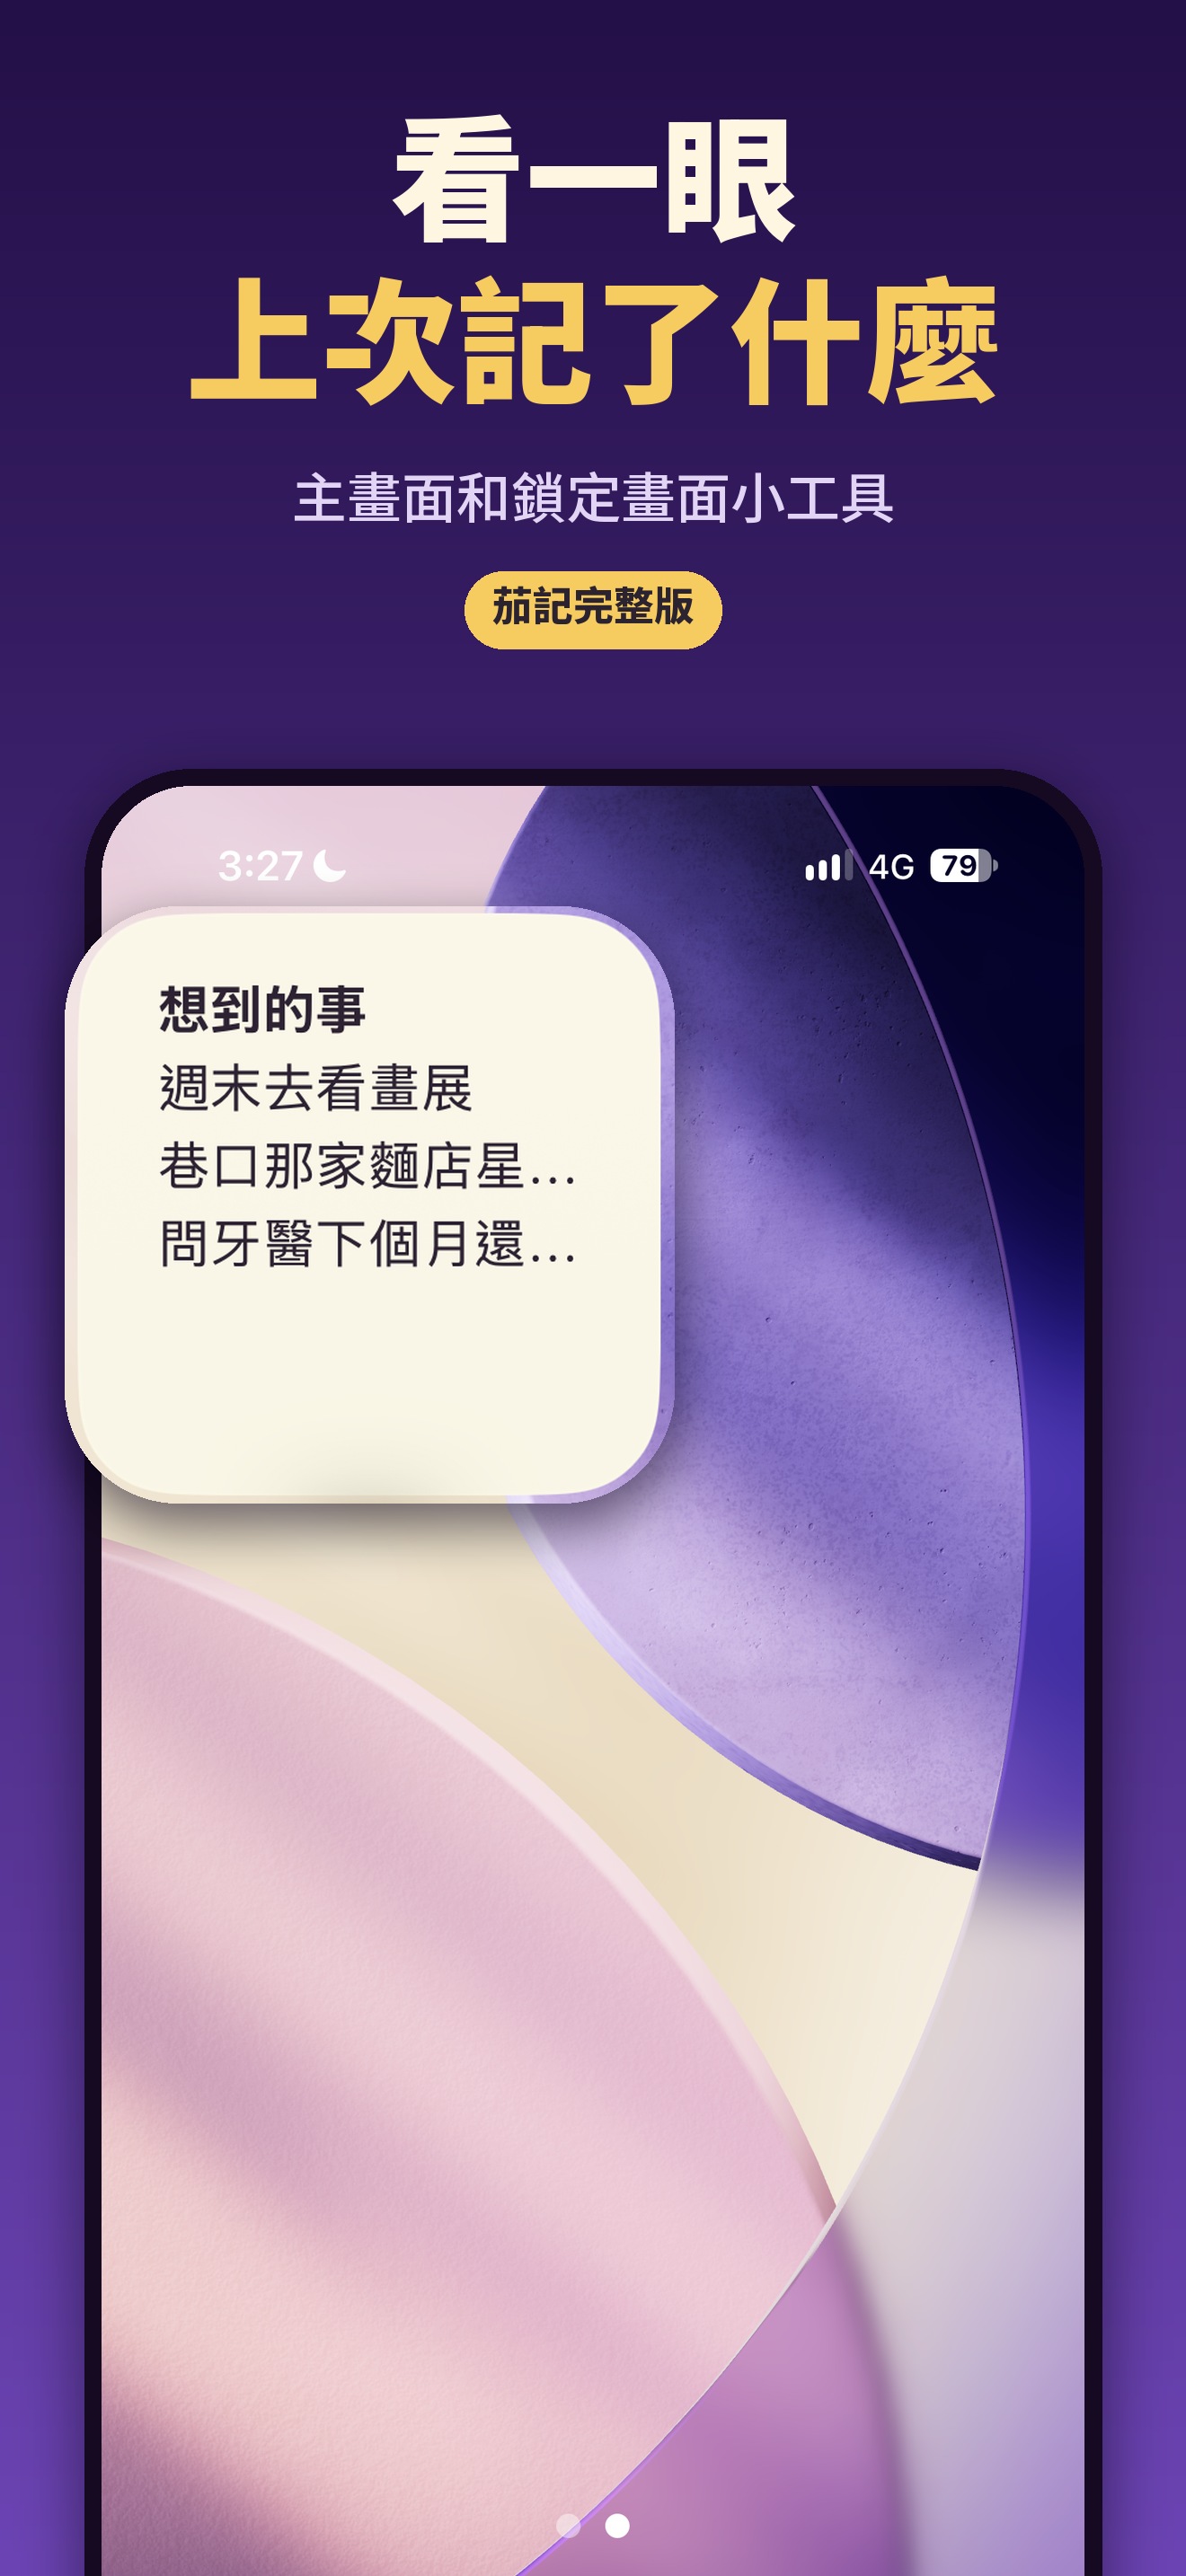 看一眼
上次記了什麼
主畫面和鎖定畫面小工具
茄記完整版
3:27
4G
79
想到的事
週末去看畫展
巷口那家麵店星…
問牙醫下個月還…